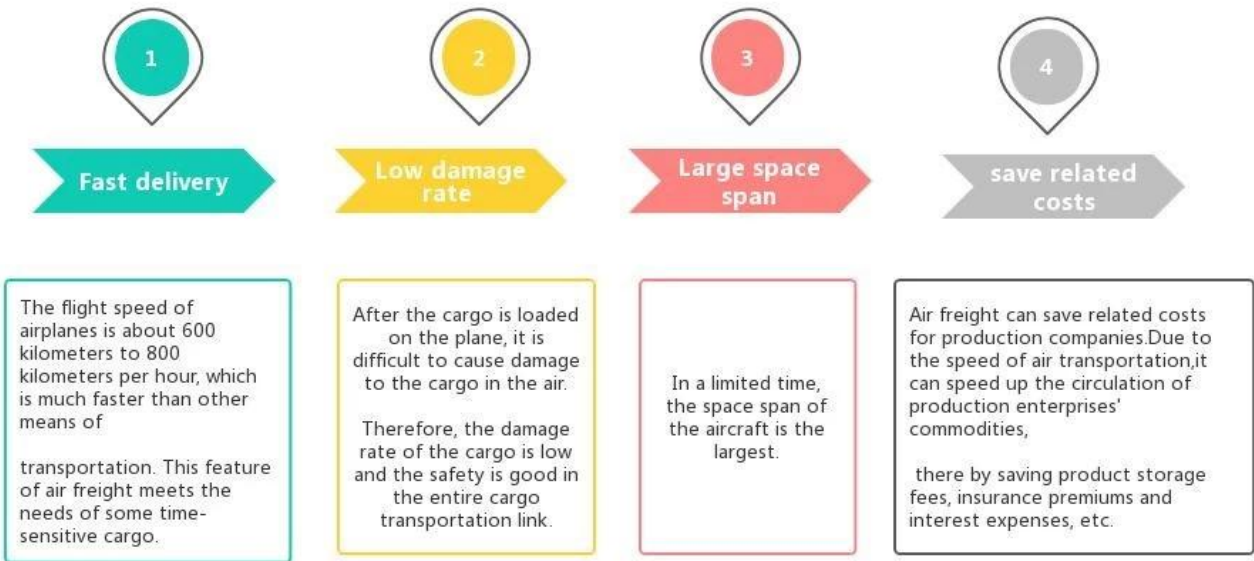 1
Fast delivery
The flight speed of
airplanes is about 600
kilometers to 800
kilometers per hour, which
is much faster than other
means of
transportation. This feature
of air freight meets the
needs of some time-
sensitive cargo.
2
Low damage
rate
After the cargo is loaded
on the plane, it is
difficult to cause damage
to the cargo in the air.
Therefore, the damage
rate of the cargo is low
and the safety is good in
the entire cargo
transportation link.
3
Large space
span
In a limited time,
the space span of
the aircraft is the
largest.
4
save related
costs
Air freight can save related costs
for production companies.Due to
the speed of air transportation,it
can speed up the circulation of
production enterprises'
commodities,
there by saving product storage
fees, insurance premiums and
interest expenses, etc.